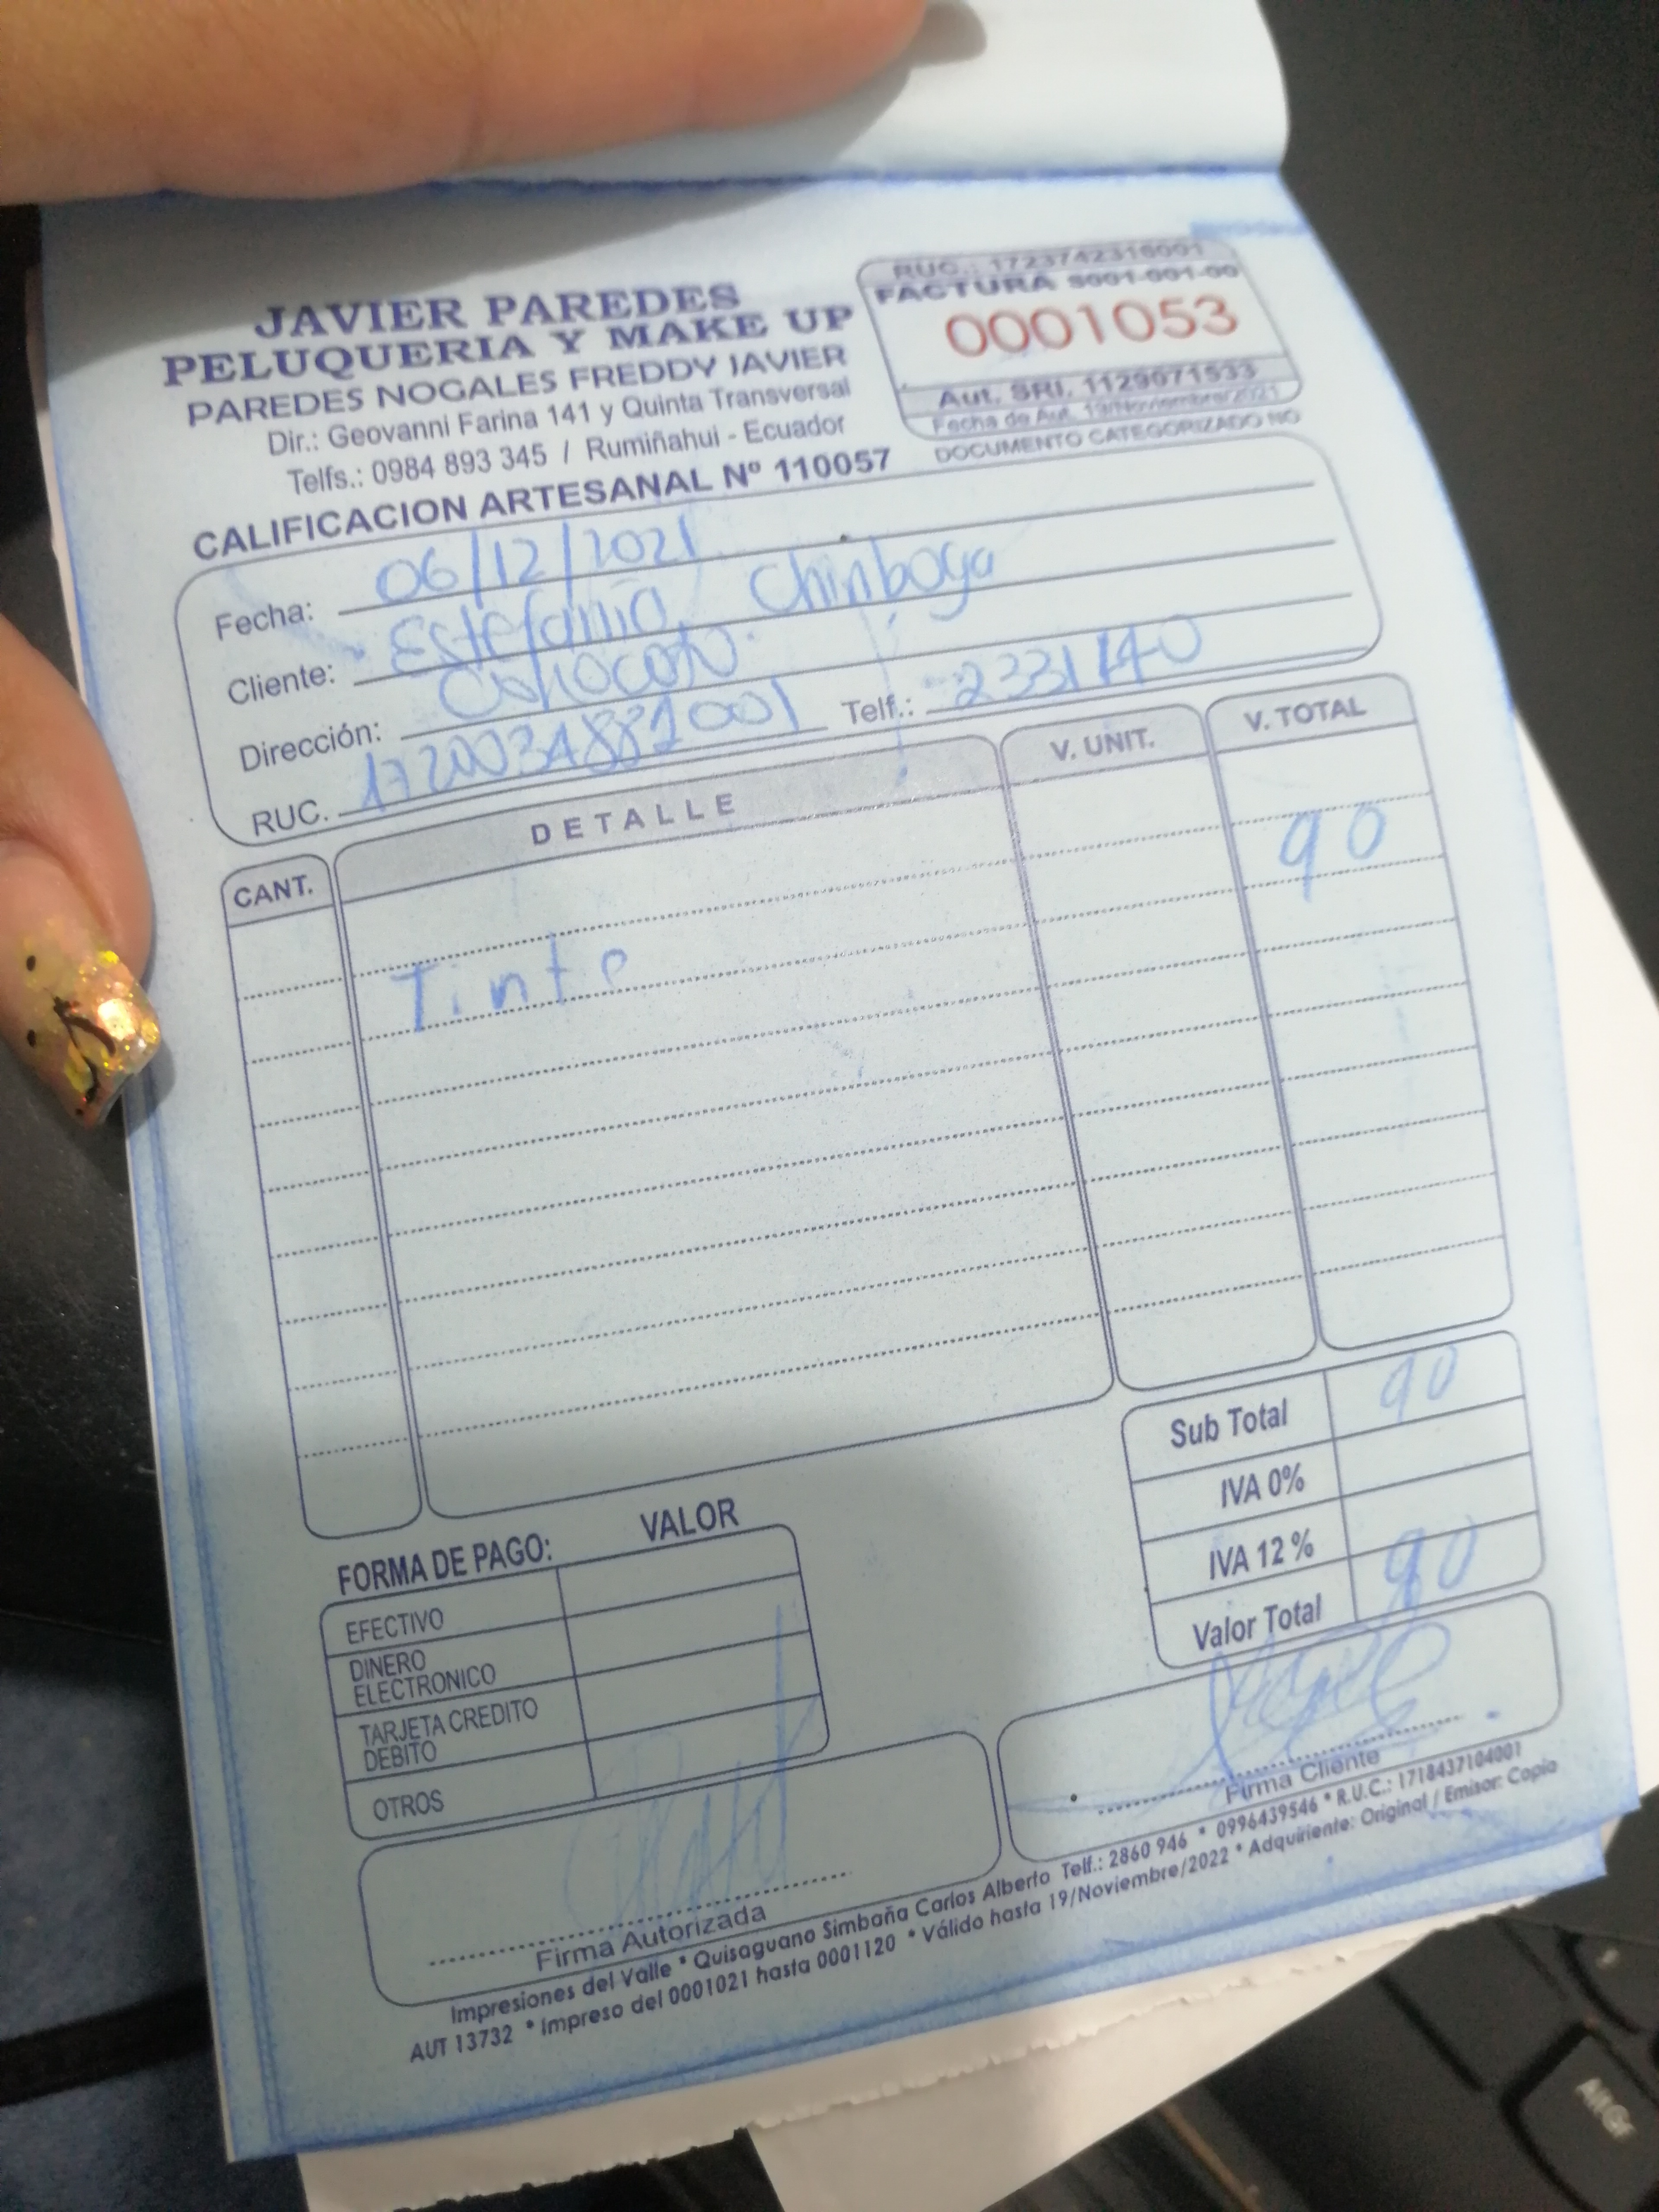 JAVIER PAREDES
PELUQUERIA Y MAKE UP
PAREDES NOGALES FREDDY JAVIER
Dir.: Geovanni Farina 141 y Quinta Transversal
Telfs.: 0984 893 345 / Rumiñahui - Ecuador
CALIFICACION ARTESANAL Nº 110057
RUC.: 1723742316001
FACTURA S001-001-00
0001053
Aut. SRI. 1129671533
Fecha de Aut. 19/Noviembre/2021
DOCUMENTO CATEGORIZADO NO
Fecha: 06/12/2021
Cliente: Estefania Chiriboga
Dirección:
RUC. 1720034882001 Telf.: 2331140
CANT. DETALLE V. UNIT. V. TOTAL
Tinte 90
Sub Total 90
IVA 0%
IVA 12 %
Valor Total 90
FORMA DE PAGO: VALOR
EFECTIVO
DINERO ELECTRONICO
TARJETA CREDITO DEBITO
OTROS
Firma Autorizada
Firma Cliente
Impresiones del Valle * Quisaguano Simbaña Carlos Alberto Telf.: 2860 946 * 0996439546 * R.U.C.: 1718437104001
AUT 13732 * Impreso del 0001021 hasta 0001120 * Válido hasta 19/Noviembre/2022 * Adquiriente: Original / Emisor: Copia
Alt Gr